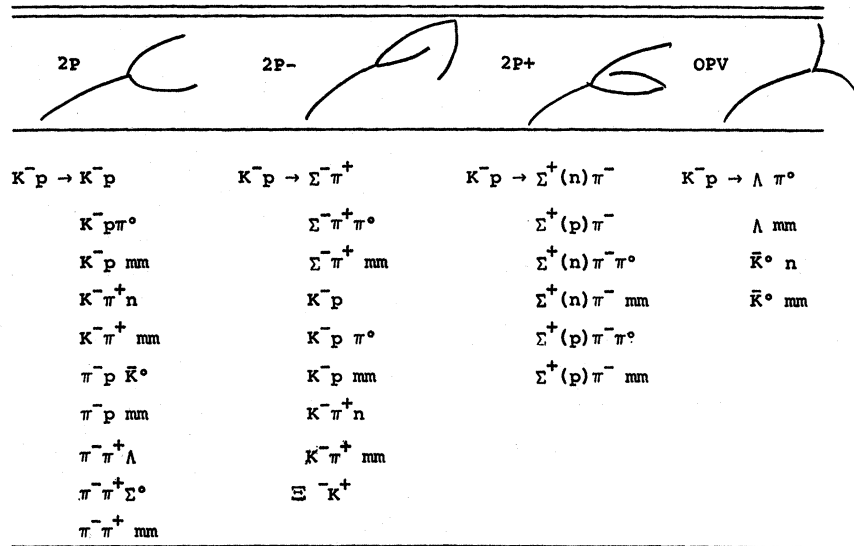 2P 2P- 2P+ OPV
K⁻p → K⁻p K⁻p → Σ⁻π⁺ K⁻p → Σ⁺(n)π⁻ K⁻p → Λ π°
K⁻pπ° Σ⁻π⁺π° Σ⁺(p)π⁻ Λ mm
K⁻p mm Σ⁻π⁺ mm Σ⁺(n)π⁻π° K̄° n
K⁻π⁺n K⁻p Σ⁺(n)π⁻ mm K̄° mm
K⁻π⁺ mm K⁻p π° Σ⁺(p)π⁻π°
π⁻p K̄° K⁻p mm Σ⁺(p)π⁻ mm
π⁻p mm K⁻π⁺n
π⁻π⁺Λ K⁻π⁺ mm
π⁻π⁺Σ° Ξ ⁻K⁺
π⁻π⁺ mm